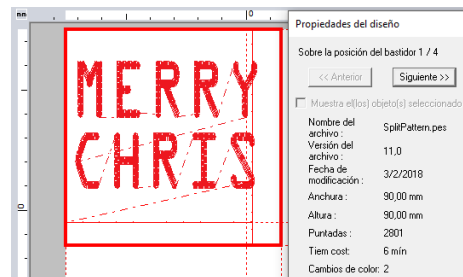 0
MERRY
CHRIS
0
Propiedades del diseño
Sobre la posición del bastidor 1 / 4
<< Anterior
Siguiente >>
Muestra el(los) objeto(s) seleccionado
Nombre del archivo : SplitPattern.pes
Versión del archivo : 11,0
Fecha de modificación : 3/2/2018
Anchura : 90,00 mm
Altura : 90,00 mm
Puntadas : 2801
Tiem cost: 6 min
Cambios de color: 2